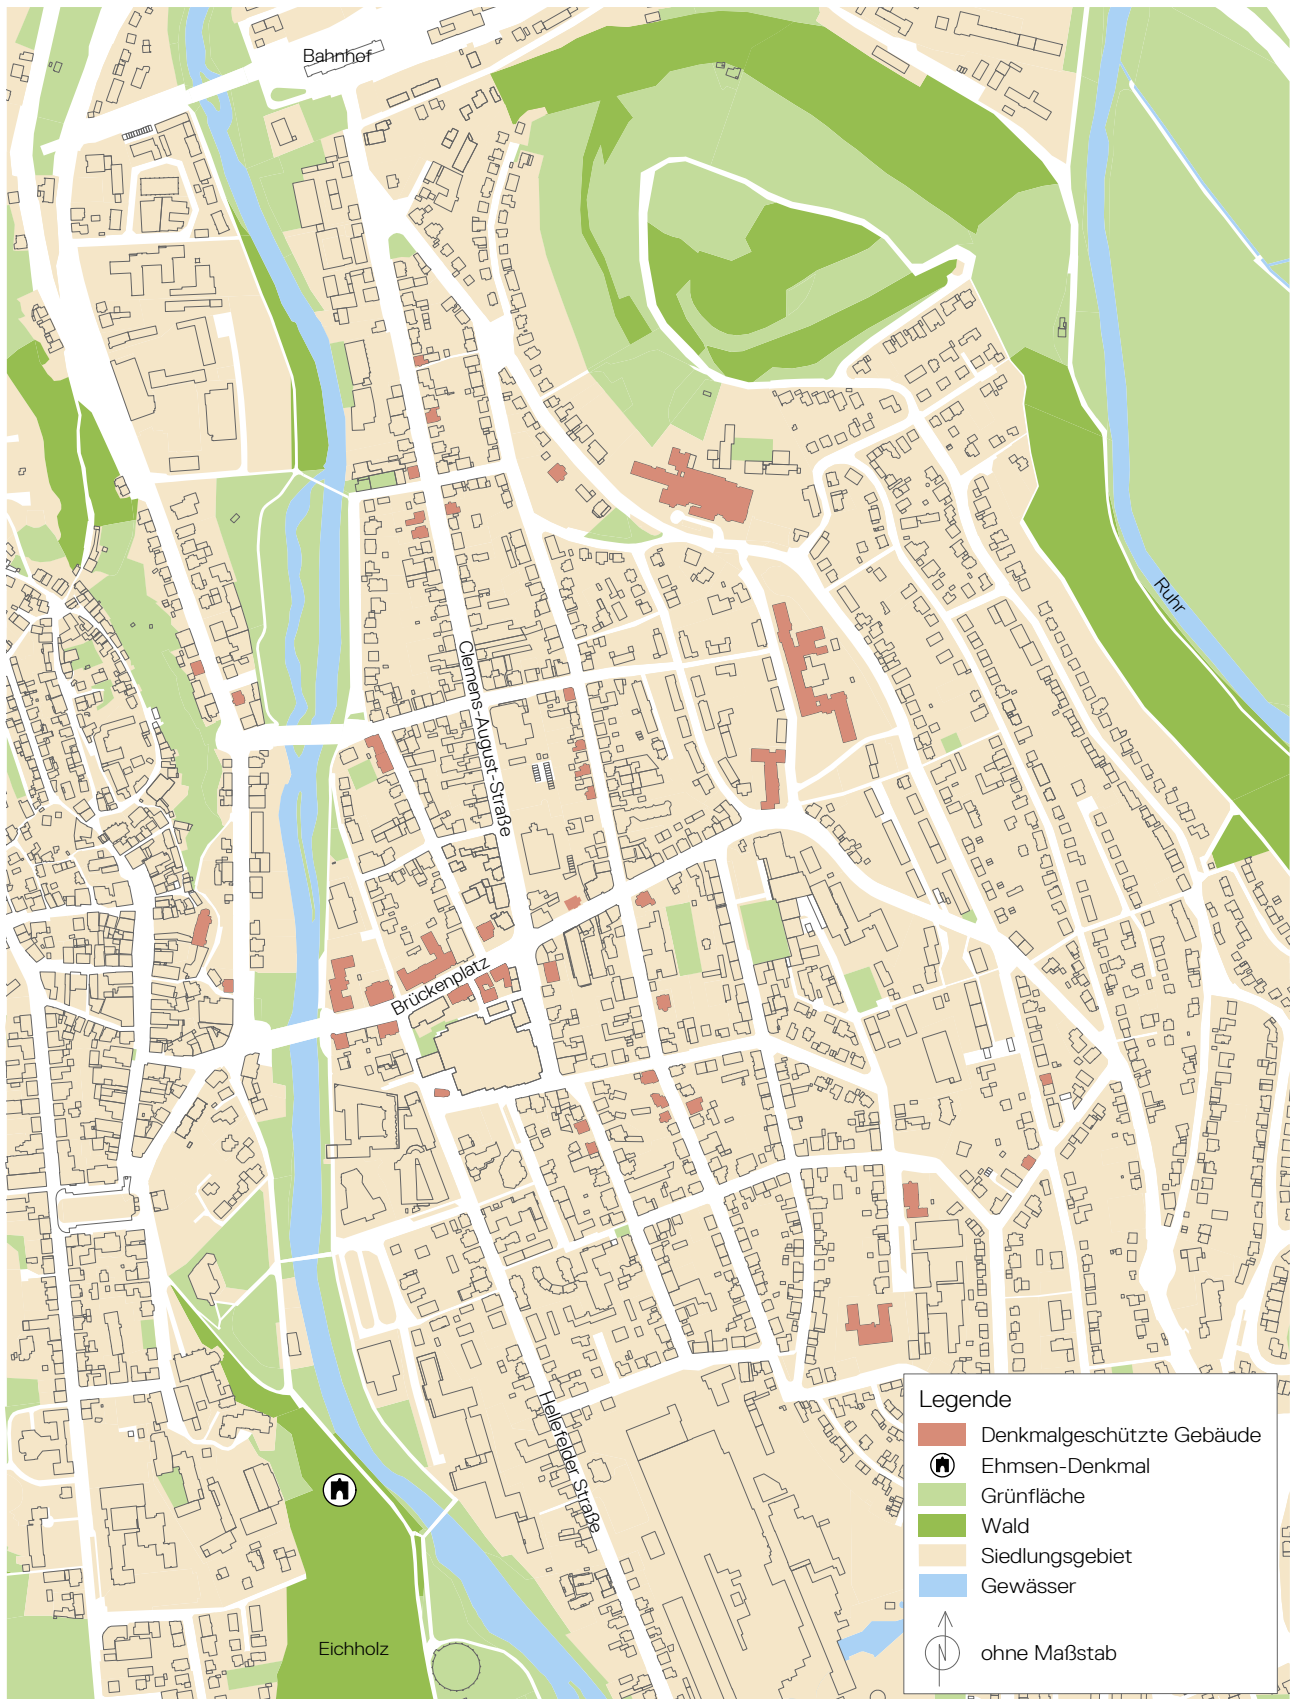 Bahnhof
Ruhr
Clemens-August-Straße
Brückenplatz
Hellefelder Straße
Eichholz
Legende
Denkmalgeschützte Gebäude
Ehmsen-Denkmal
Grünfläche
Wald
Siedlungsgebiet
Gewässer
N
ohne Maßstab